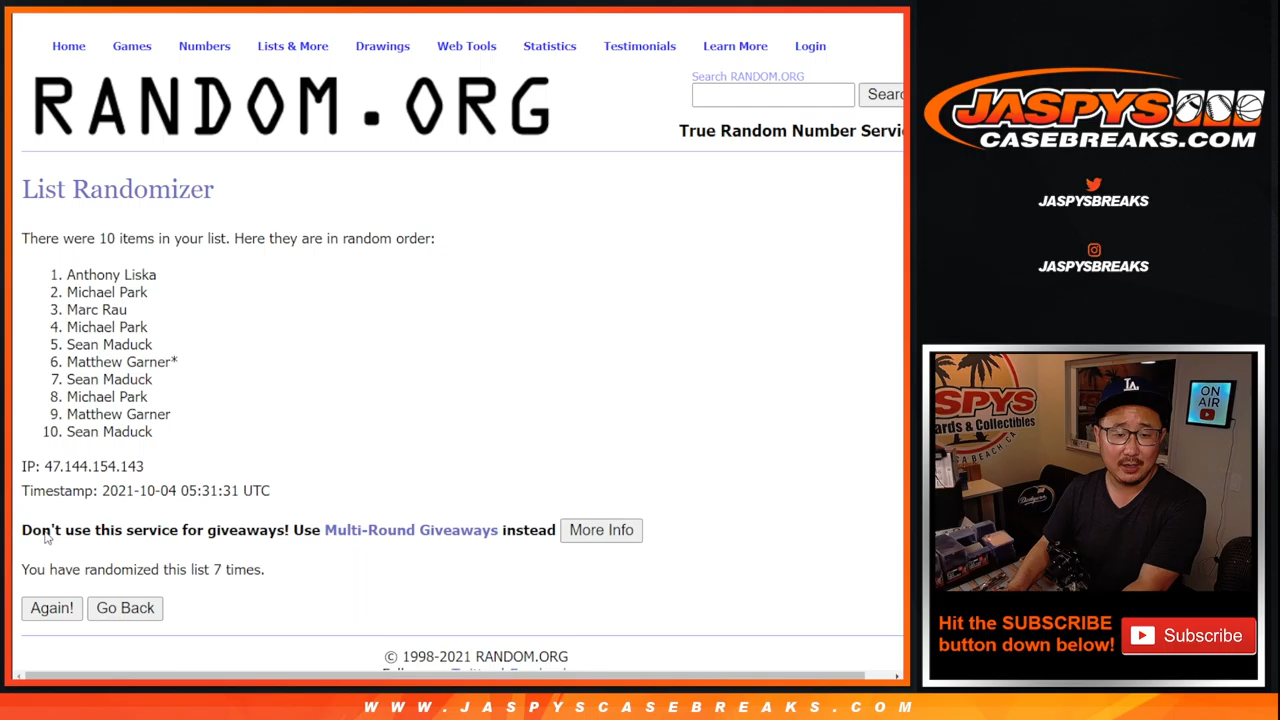 Home Games Numbers Lists & More Drawings Web Tools Statistics Testimonials Learn More Login
RANDOM.ORG
Search RANDOM.ORG
Searc
True Random Number Servi
List Randomizer
There were 10 items in your list. Here they are in random order:
1. Anthony Liska
2. Michael Park
3. Marc Rau
4. Michael Park
5. Sean Maduck
6. Matthew Garner*
7. Sean Maduck
8. Michael Park
9. Matthew Garner
10. Sean Maduck
IP: 47.144.154.143
Timestamp: 2021-10-04 05:31:31 UTC
Don't use this service for giveaways! Use Multi-Round Giveaways instead More Info
You have randomized this list 7 times.
Again! Go Back
© 1998-2021 RANDOM.ORG
JASPYS
CASEBREAKS.COM
JASPYSBREAKS
JASPYSBREAKS
LA
ON
AIR
Dodgers
Hit the SUBSCRIBE
button down below!
Subscribe
WWW.JASPYSCASEBREAKS.COM